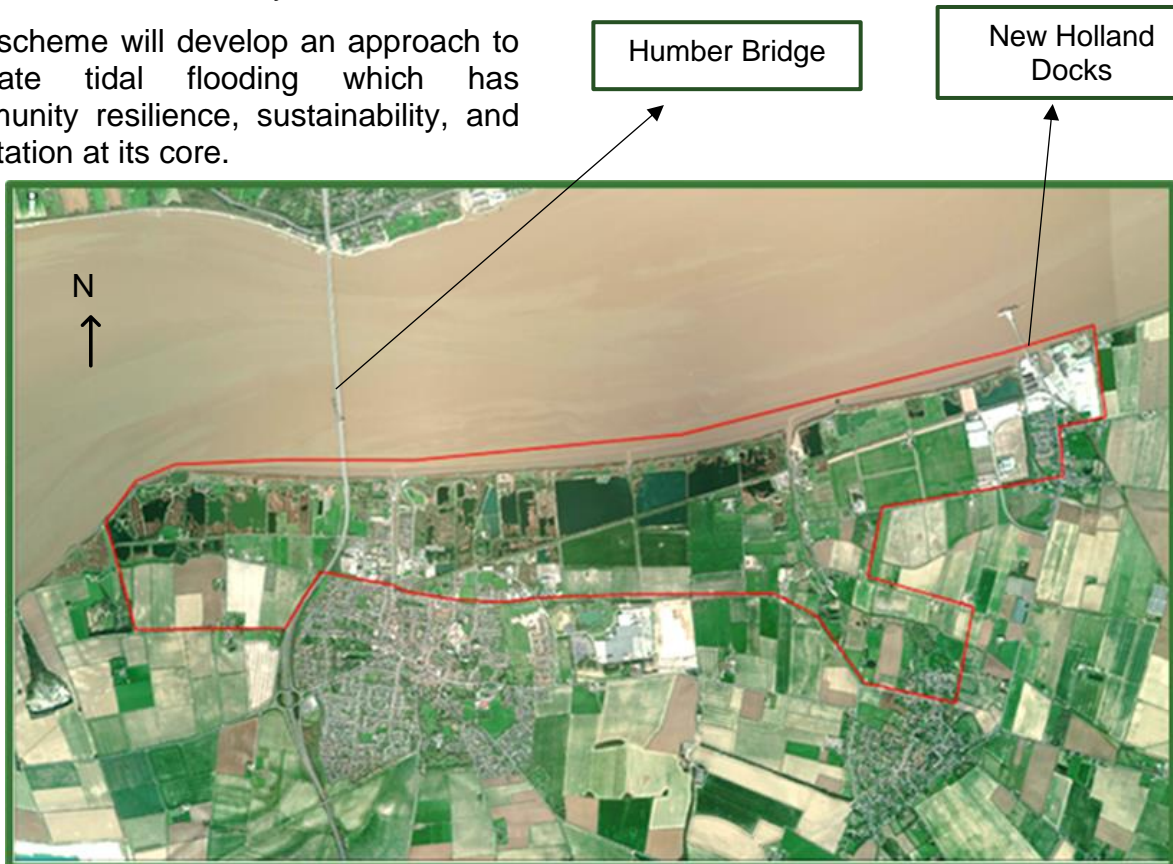 scheme will develop an approach to
ate tidal flooding which has
munity resilience, sustainability, and
tation at its core.
Humber Bridge
New Holland
Docks
N